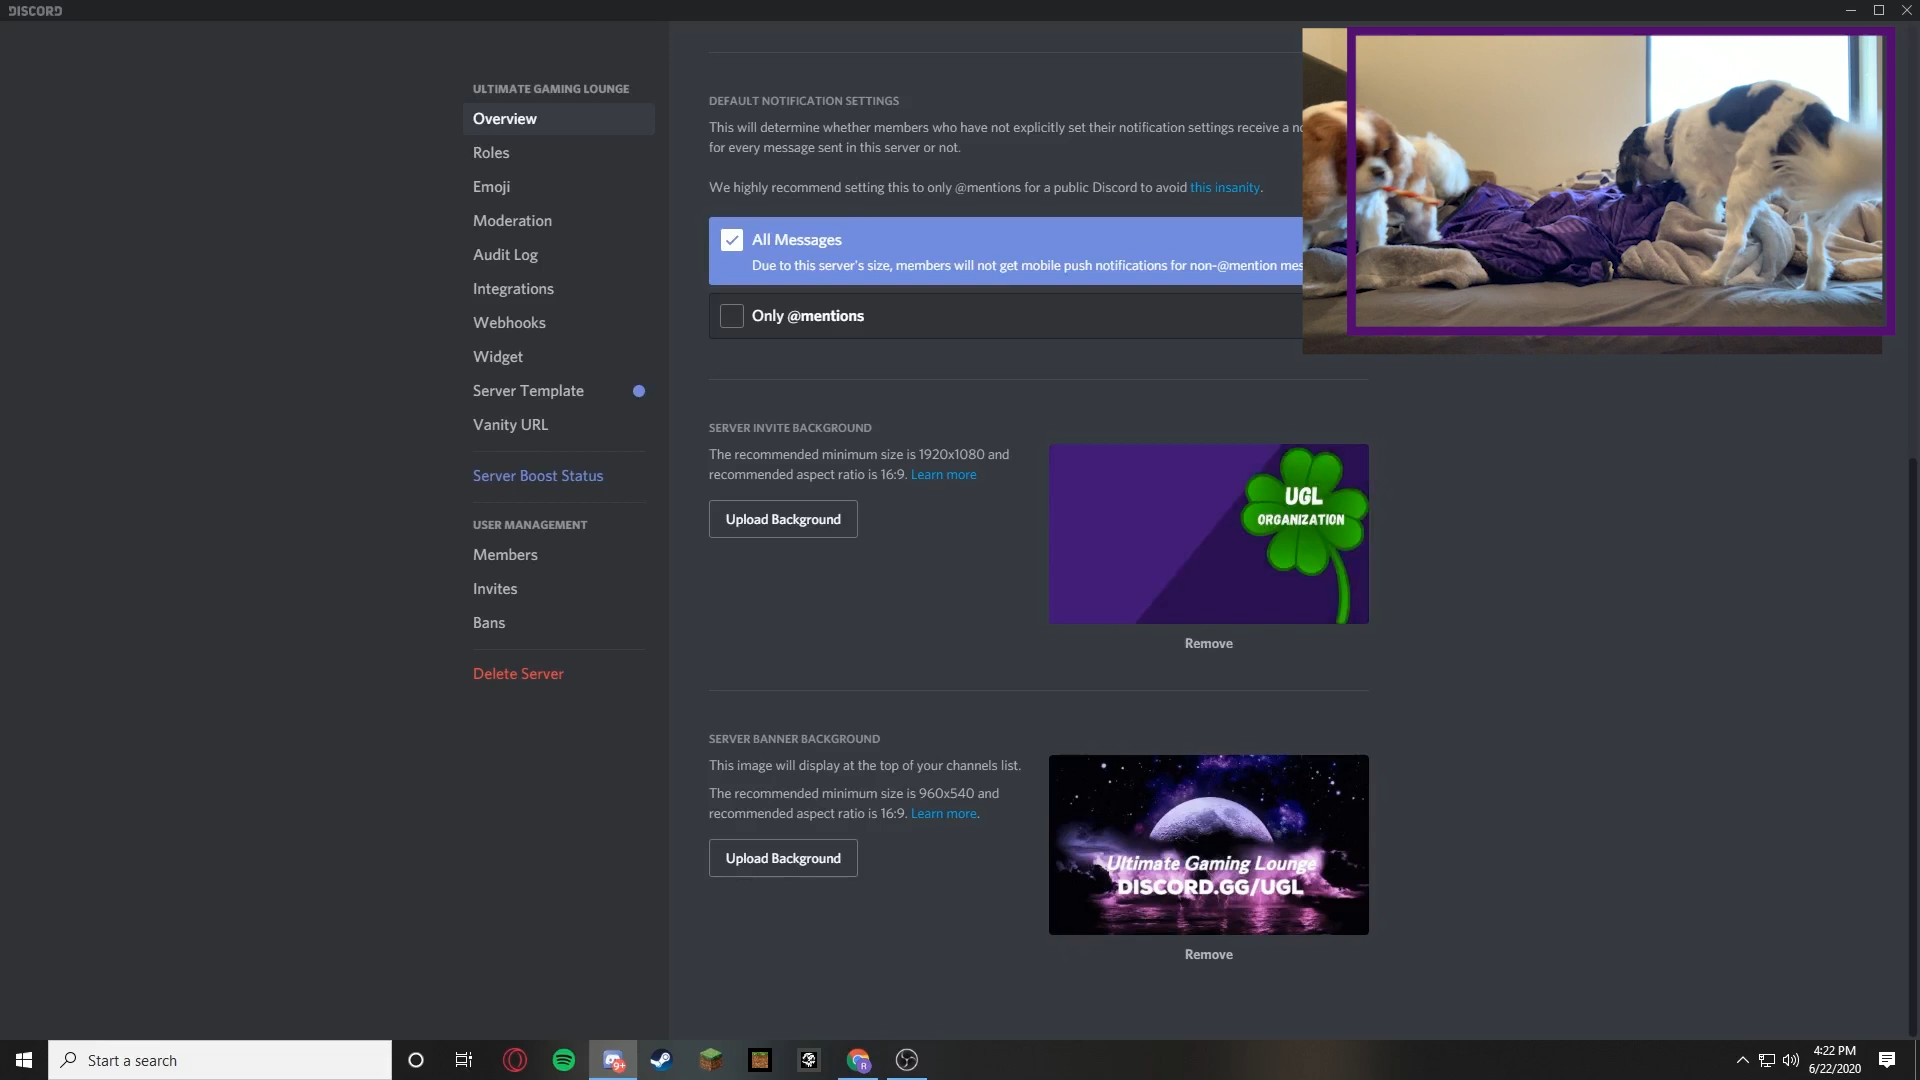 DISCORD
ULTIMATE GAMING LOUNGE
Overview
Roles
Emoji
Moderation
Audit Log
Integrations
Webhooks
Widget
Server Template
Vanity URL
Server Boost Status
USER MANAGEMENT
Members
Invites
Bans
Delete Server
DEFAULT NOTIFICATION SETTINGS
This will determine whether members who have not explicitly set their notification settings receive a
for every message sent in this server or not.
We highly recommend setting this to only @mentions for a public Discord to avoid this insanity.
All Messages
Due to this server's size, members will not get mobile push notifications for non-@mention
Only @mentions
SERVER INVITE BACKGROUND
The recommended minimum size is 1920x1080 and
recommended aspect ratio is 16:9. Learn more
Upload Background
UGL
ORGANIZATION
Remove
SERVER BANNER BACKGROUND
This image will display at the top of your channels list.
The recommended minimum size is 960x540 and
recommended aspect ratio is 16:9. Learn more.
Upload Background
Ultimate Gaming Lounge
DISCORD.GG/UGL
Remove
Start a search
9+
R
4:22 PM
6/22/2020